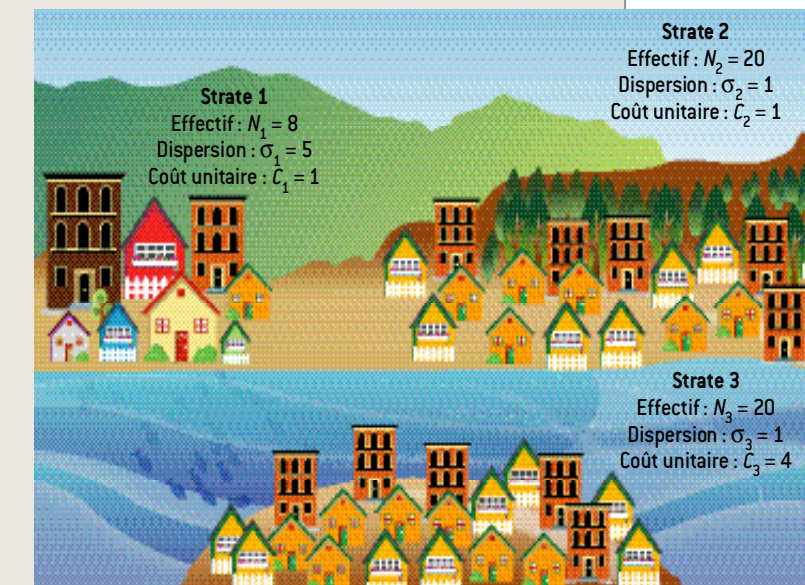 Strate 1
Effectif : N₁ = 8
Dispersion : σ₁ = 5
Coût unitaire : C₁ = 1
Strate 2
Effectif : N₂ = 20
Dispersion : σ₂ = 1
Coût unitaire : C₂ = 1
Strate 3
Effectif : N₃ = 20
Dispersion : σ₃ = 1
Coût unitaire : C₃ = 4